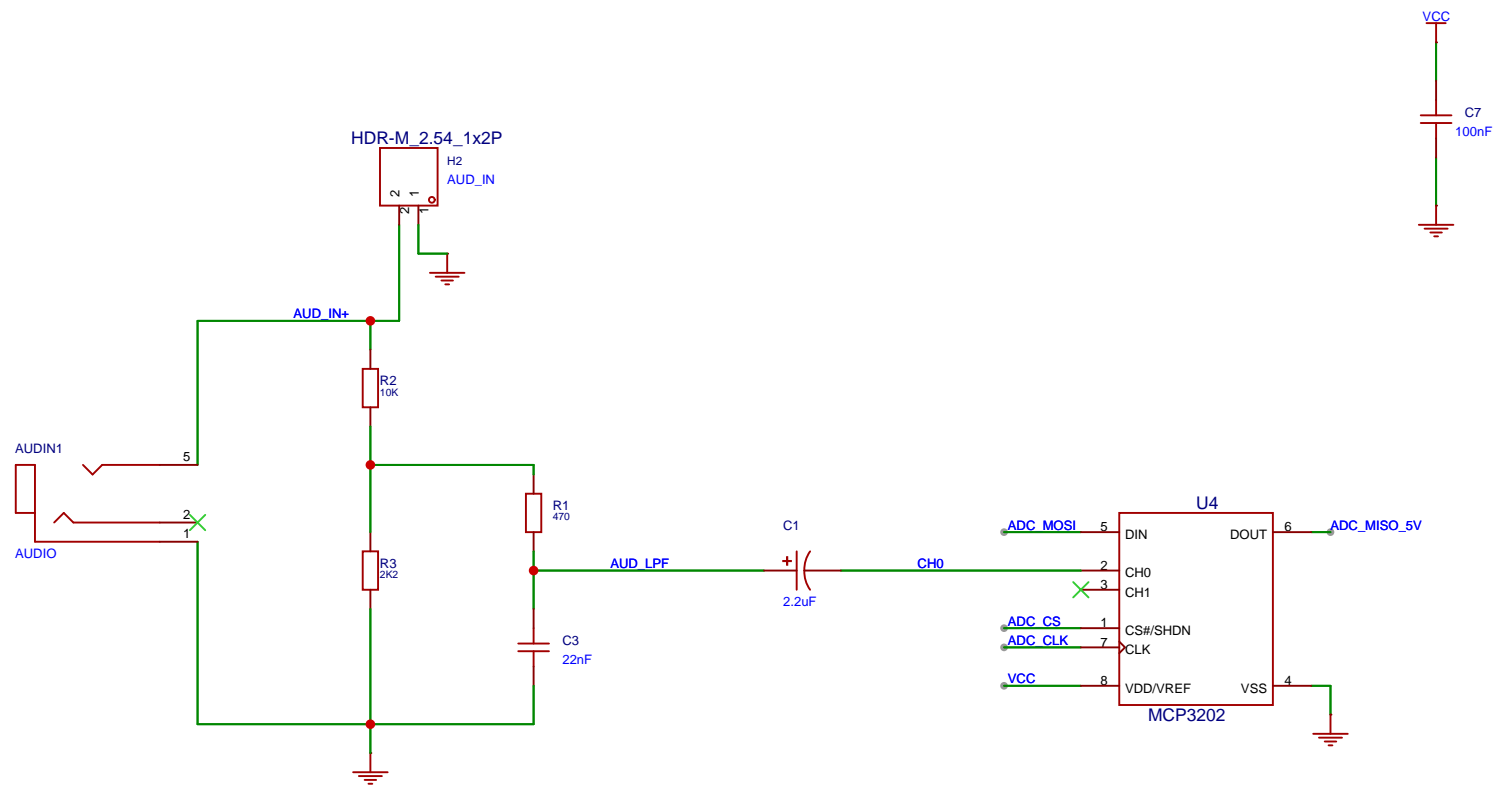 VCC
C7
100nF
HDR-M_2.54_1x2P
H2
AUD_IN
2
1
2
1
AUD_IN+
R2
10K
AUDIN1
5
2
1
AUDIO
R1
470
R3
2K2
C3
22nF
AUD_LPF
C1
+
2.2uF
CH0
U4
ADC_MOSI
5
DIN
DOUT
6
ADC_MISO_5V
2
CH0
3
CH1
ADC_CS
1
CS#/SHDN
ADC_CLK
7
CLK
VCC
8
VDD/VREF
VSS
4
MCP3202